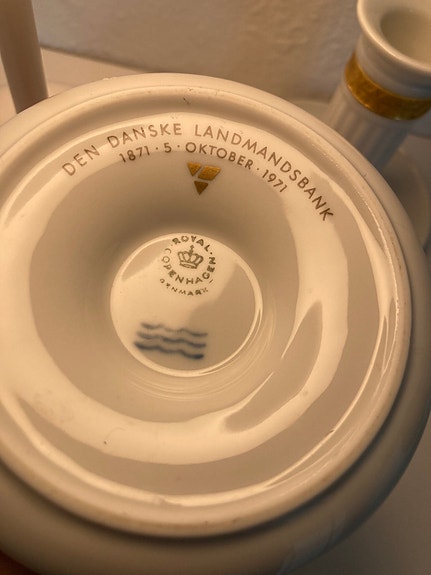 DEN DANSKE LANDMANDSBANK
1871 · 5 · OKTOBER · 1971
ROYAL
COPENHAGEN
DENMARK